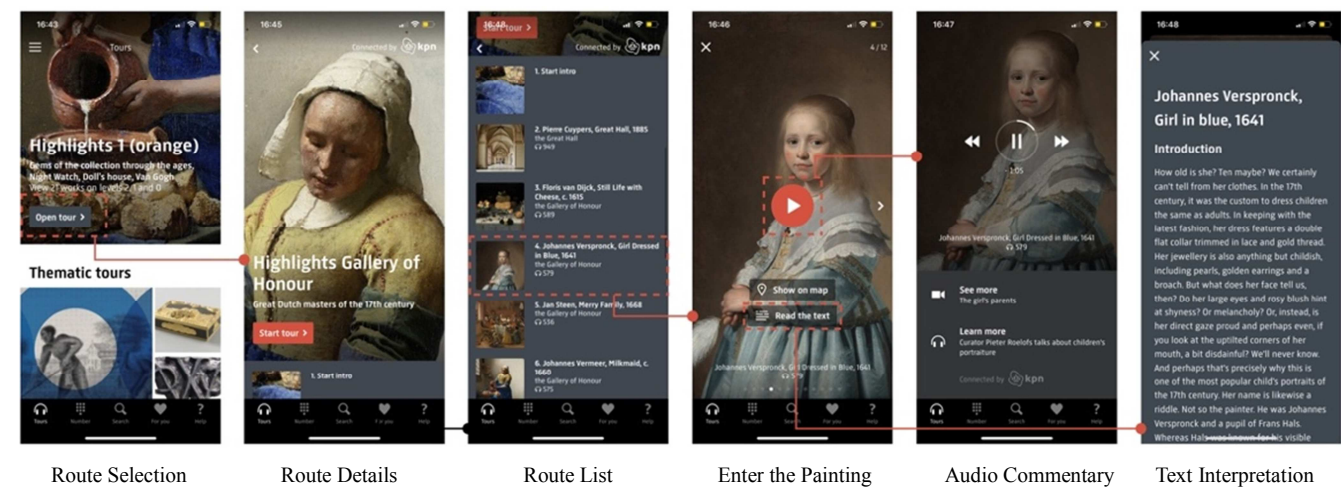 16:43
Tours
Highlights 1 (orange)
Gems of the collection through the ages,
Night Watch, Doll's house, Van Gogh
View 21 works on levels 2, 1 and 0
Open tour
Thematic tours
Tours
Number
Search
For you
Help
Route Selection
16:45
Connected by kpn
Highlights Gallery of
Honour
Great Dutch masters of the 17th century
Start tour
1. Start intro
Tours
Number
Search
For you
Help
Route Details
16:48
Start tour
Connected by kpn
1. Start intro
2. Pierre Cuypers, Great Hall, 1885
the Great Hall
949
3. Floris van Dijck, Still Life with
Cheese, c. 1615
the Gallery of Honour
589
4. Johannes Verspronck, Girl Dressed
in Blue, 1641
the Gallery of Honour
579
5. Jan Steen, Merry Family, 1668
the Gallery of Honour
536
6. Johannes Vermeer, Milkmaid, c.
1660
the Gallery of Honour
575
Tours
Number
Search
For you
Help
Route List
16:46
4 / 12
Show on map
Read the text
Johannes Verspronck, Girl Dressed in Blue, 1641
579
Tours
Number
Search
For you
Help
Enter the Painting
16:47
-1:05
Johannes Verspronck, Girl Dressed in Blue, 1641
579
See more
The girl's parents
Learn more
Curator Pieter Roelofs talks about children's
portraiture
Connected by kpn
Tours
Number
Search
For you
Help
Audio Commentary
16:48
Johannes Verspronck,
Girl in blue, 1641
Introduction
How old is she? Ten maybe? We certainly
can't tell from her clothes. In the 17th
century, it was the custom to dress children
the same as adults. In keeping with the
latest fashion, her dress features a double
flat collar trimmed in lace and gold thread.
Her jewellery is also anything but childish,
including pearls, golden earrings and a
broach. But what does her face tell us,
then? Do her large eyes and rosy blush hint
at shyness? Or melancholy? Or, instead, is
her direct gaze proud and perhaps even, if
you look at the uptilted corners of her
mouth, a bit disdainful? We'll never know.
And perhaps that's precisely why this is
one of the most popular child's portraits of
the 17th century. Her name is likewise a
riddle. Not so the painter. He was Johannes
Verspronck and a pupil of Frans Hals.
Whereas Hals was known for his visible
Text Interpretation